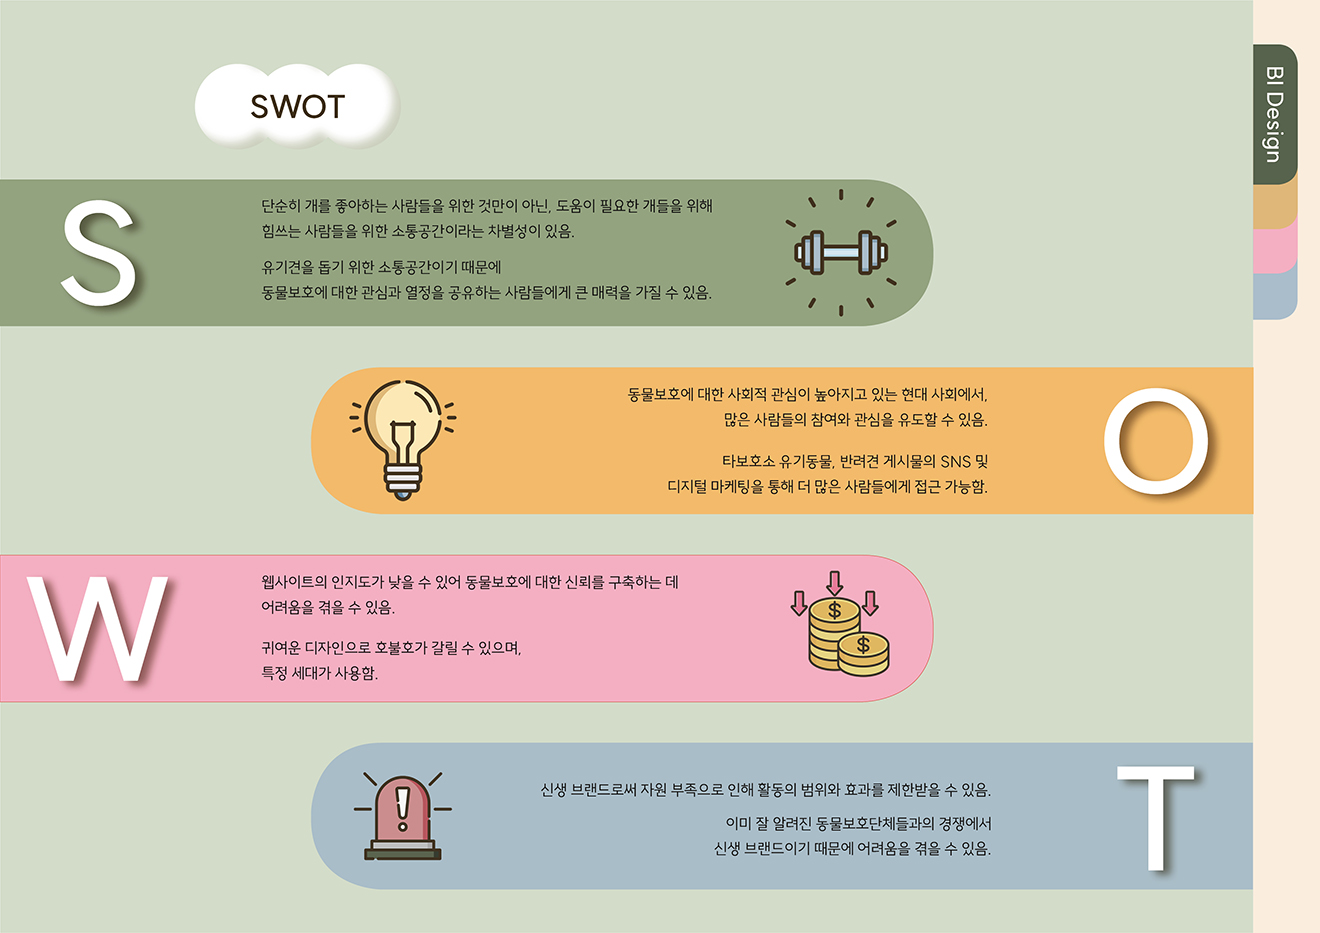 SWOT
BI Design
S
단순히 개를 좋아하는 사람들을 위한 것만이 아닌, 도움이 필요한 개들을 위해
힘쓰는 사람들을 위한 소통공간이라는 차별성이 있음.
유기견을 돕기 위한 소통공간이기 때문에
동물보호에 대한 관심과 열정을 공유하는 사람들에게 큰 매력을 가질 수 있음.
동물보호에 대한 사회적 관심이 높아지고 있는 현대 사회에서,
많은 사람들의 참여와 관심을 유도할 수 있음.
타보호소 유기동물, 반려견 게시물의 SNS 및
디지털 마케팅을 통해 더 많은 사람들에게 접근 가능함.
O
W
웹사이트의 인지도가 낮을 수 있어 동물보호에 대한 신뢰를 구축하는 데
어려움을 겪을 수 있음.
귀여운 디자인으로 호불호가 갈릴 수 있으며,
특정 세대가 사용함.
$
$
신생 브랜드로써 자원 부족으로 인해 활동의 범위와 효과를 제한받을 수 있음.
이미 잘 알려진 동물보호단체들과의 경쟁에서
신생 브랜드이기 때문에 어려움을 겪을 수 있음.
!
T